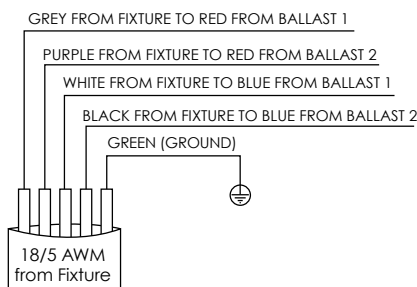 GREY FROM FIXTURE TO RED FROM BALLAST 1
PURPLE FROM FIXTURE TO RED FROM BALLAST 2
WHITE FROM FIXTURE TO BLUE FROM BALLAST 1
BLACK FROM FIXTURE TO BLUE FROM BALLAST 2
GREEN (GROUND)
18/5 AWM
from Fixture